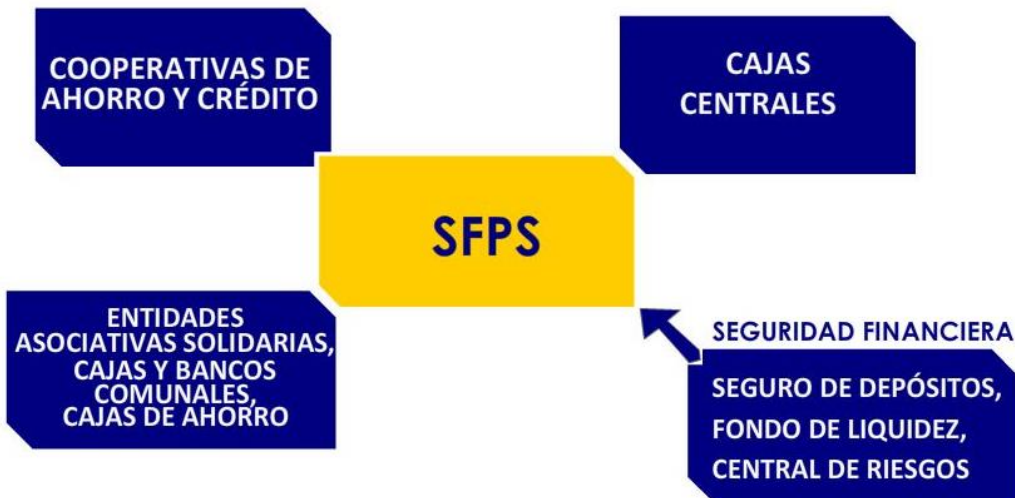 COOPERATIVAS DE
AHORRO Y CRÉDITO
CAJAS
CENTRALES
SFPS
ENTIDADES
ASOCIATIVAS SOLIDARIAS,
CAJAS Y BANCOS
COMUNALES,
CAJAS DE AHORRO
SEGURIDAD FINANCIERA
SEGURO DE DEPÓSITOS,
FONDO DE LIQUIDEZ,
CENTRAL DE RIESGOS